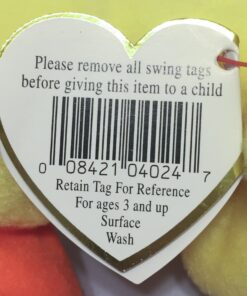 Please remove all swing tags
before giving this item to a child
0 08421 04024 7
Retain Tag For Reference
For ages 3 and up
Surface
Wash